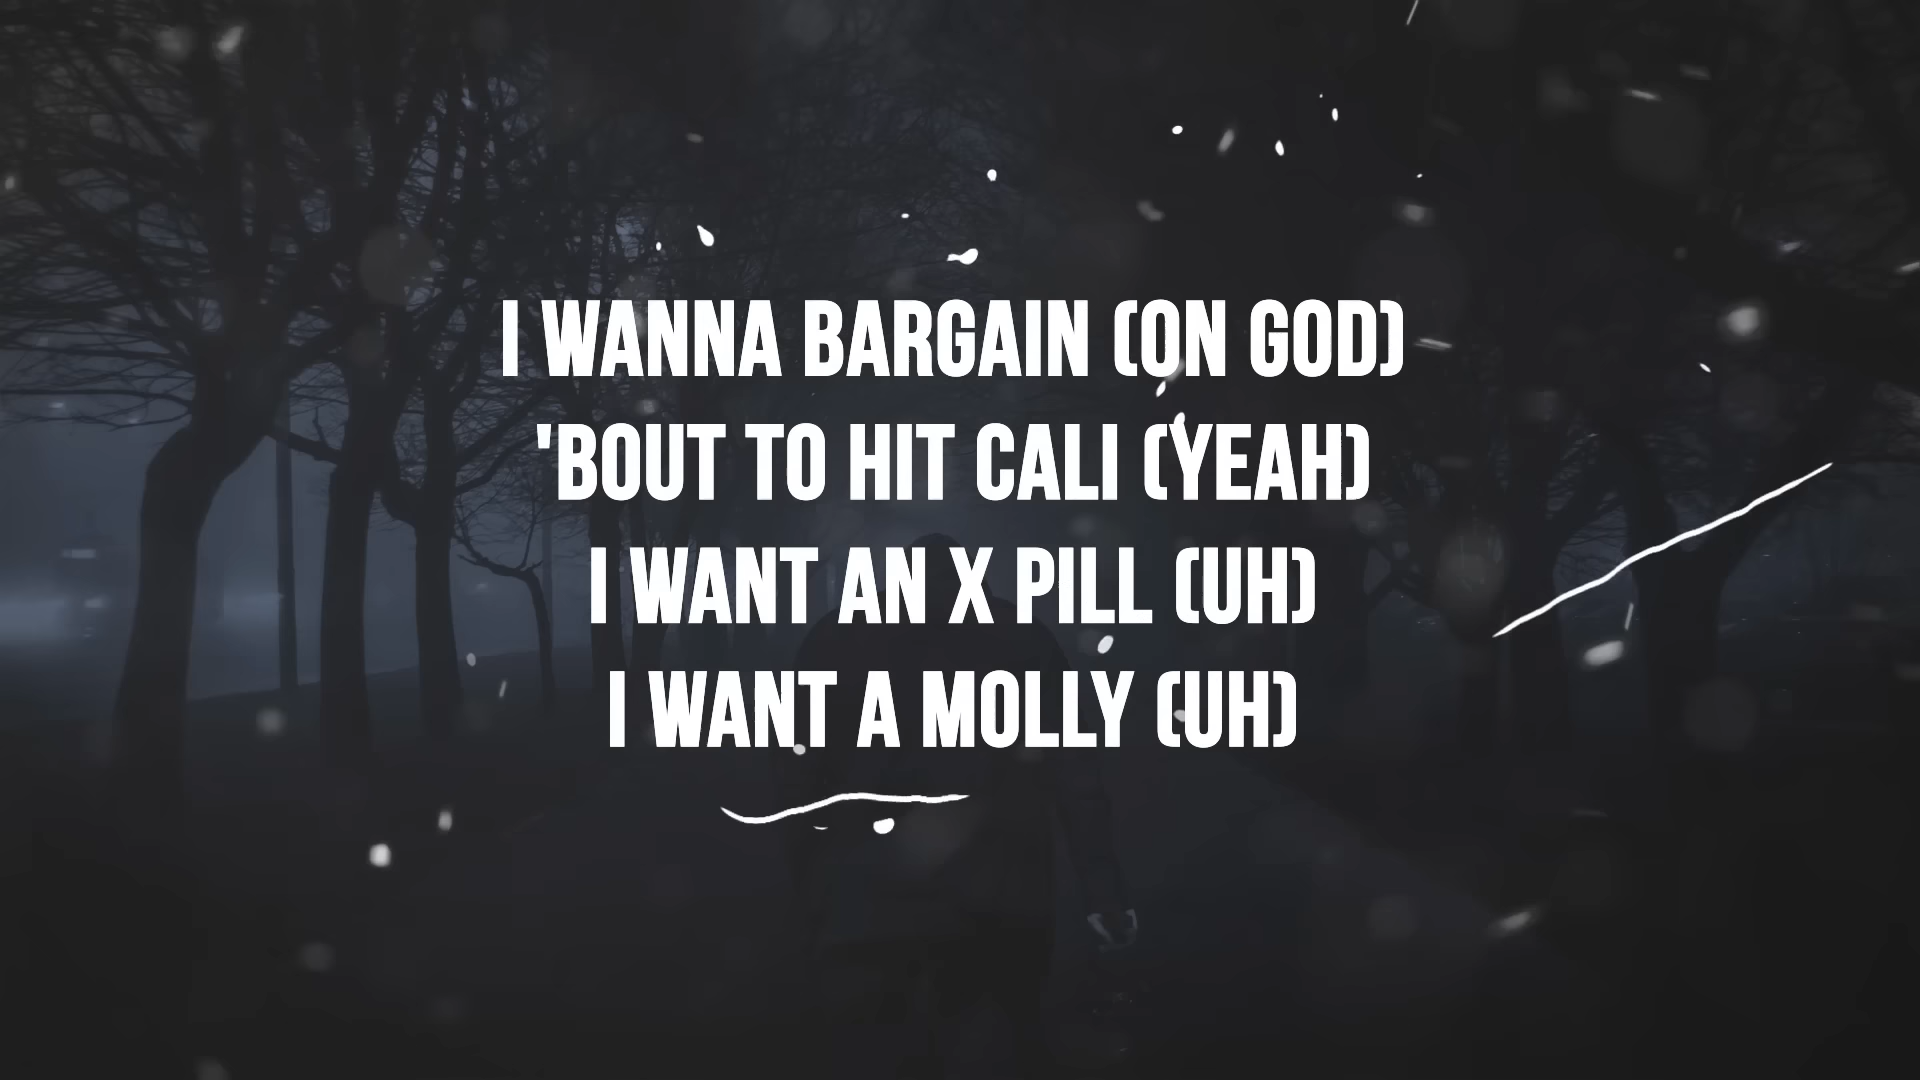 I WANNA BARGAIN (ON GOD)
'BOUT TO HIT CALI (YEAH)
I WANT AN X PILL (UH)
I WANT A MOLLY (UH)